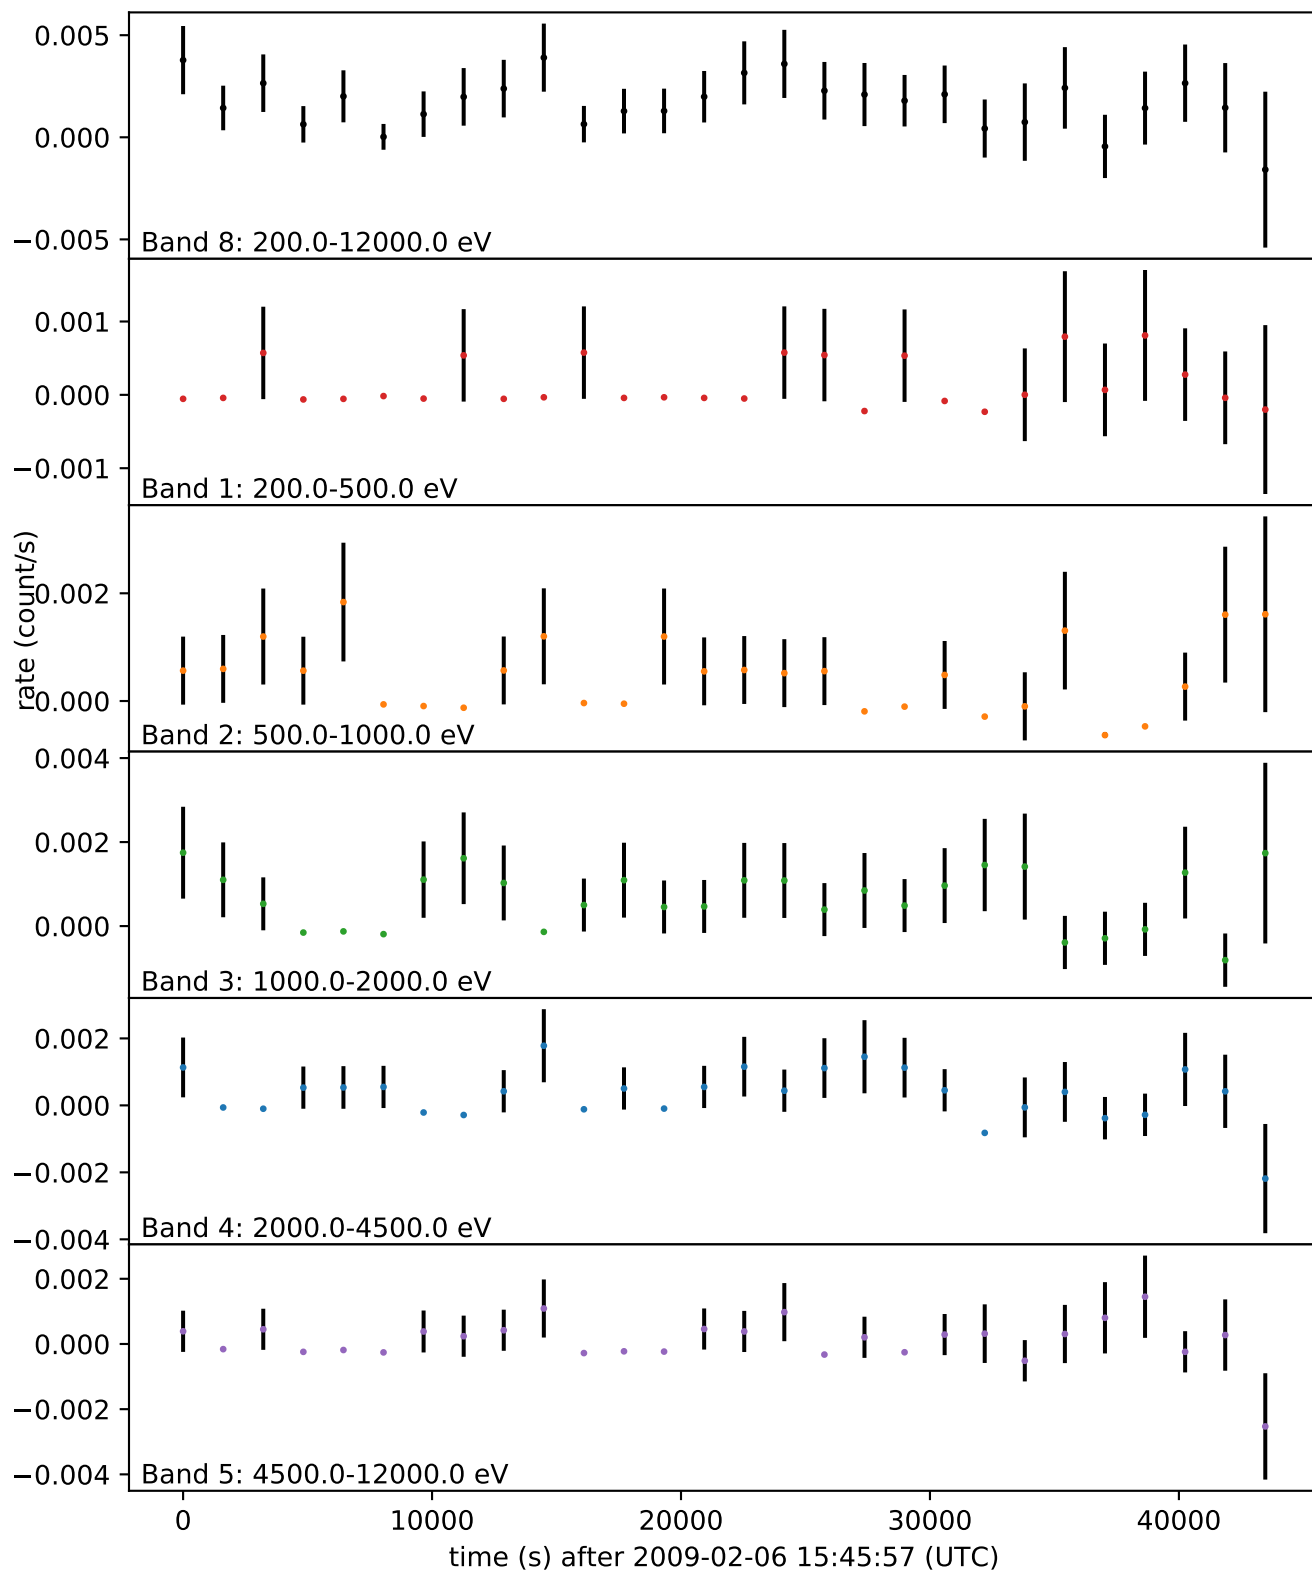 0.005
0.000
−0.005
Band 8: 200.0-12000.0 eV
0.001
0.000
−0.001
Band 1: 200.0-500.0 eV
rate (count/s)
0.002
0.000
Band 2: 500.0-1000.0 eV
0.004
0.002
0.000
Band 3: 1000.0-2000.0 eV
0.002
0.000
−0.002
−0.004
Band 4: 2000.0-4500.0 eV
0.002
0.000
−0.002
−0.004
Band 5: 4500.0-12000.0 eV
0 10000 20000 30000 40000
time (s) after 2009-02-06 15:45:57 (UTC)